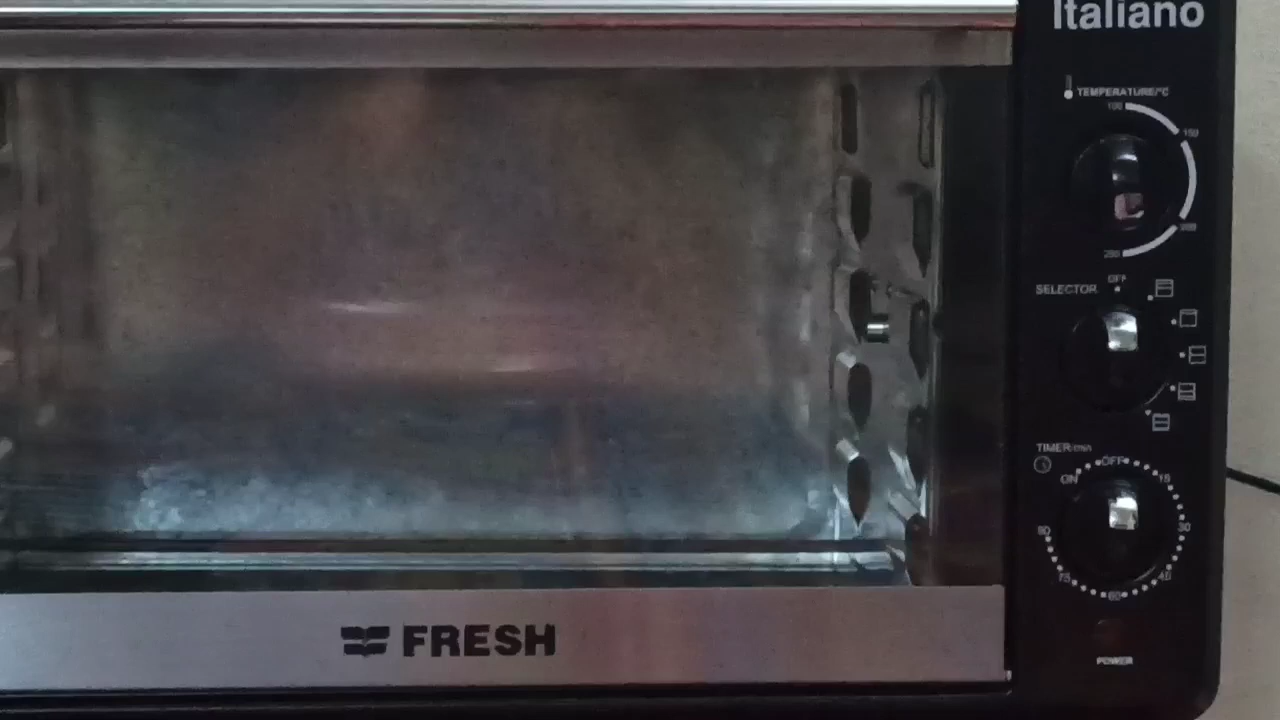 Italiano
TEMPERATURE/°C
100
150
200
250
OFF
SELECTOR
TIMER/min
OFF
ON
15
30
45
60
75
90
FRESH
POWER